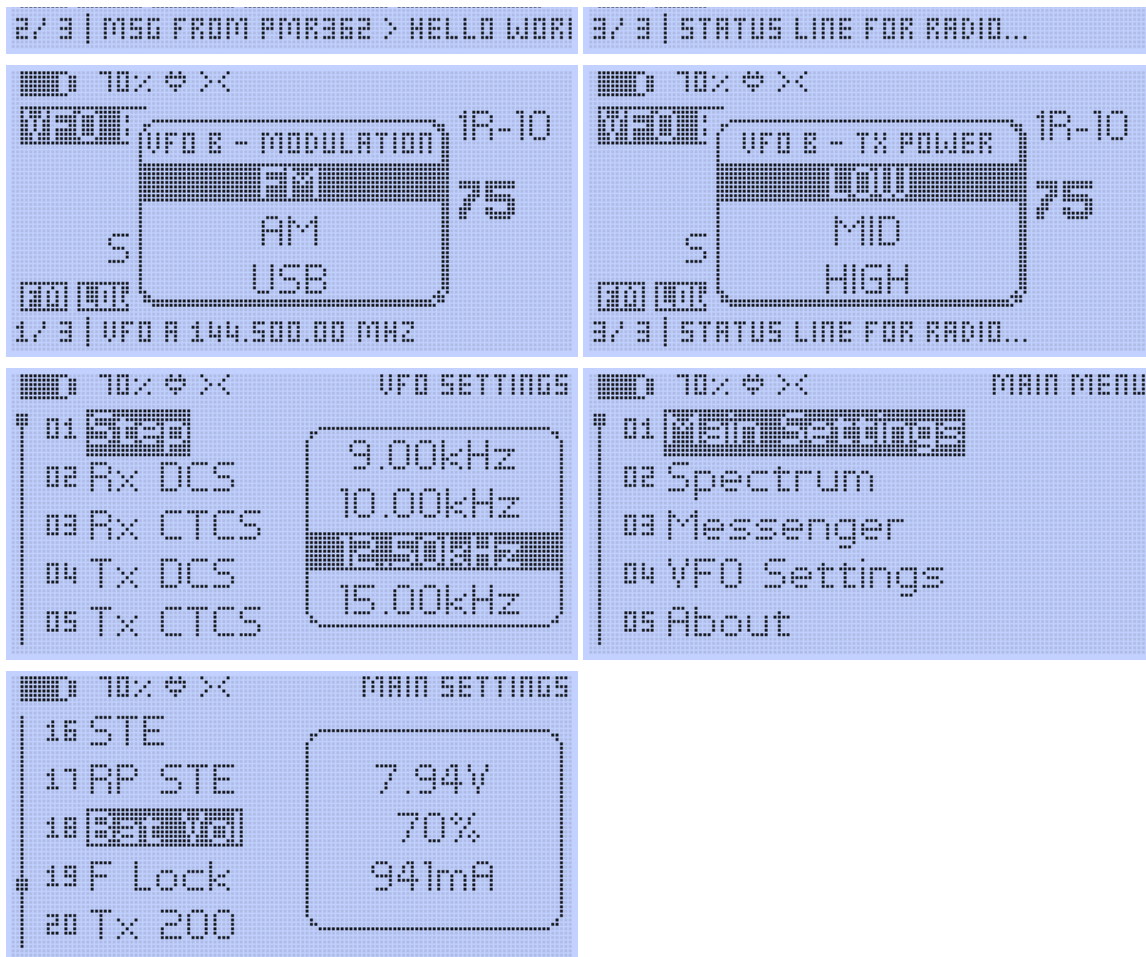 2/ 3 | MSG FROM PMR362 > HELLO WOR
3/ 3 | STATUS LINE FOR RADIO...
70%
VFO
VFO B - MODULATION
1R-10
FM
75
AM
S
USB
FM
1/ 3 | VFO A 144.500.00 MHZ
70%
VFO
VFO B - TX POWER
1R-10
LOW
75
MID
S
HIGH
FM
3/ 3 | STATUS LINE FOR RADIO...
70% VFO SETTINGS
01 Step
02 Rx DCS
03 Rx CTCS
04 Tx DCS
05 Tx CTCS
9.00kHz
10.00kHz
12.50kHz
15.00kHz
70% MAIN MENU
01 Main Settings
02 Spectrum
03 Messenger
04 VFO Settings
05 About
70% MAIN SETTINGS
16 STE
17 RP STE
18 Bat Vol
19 F Lock
20 Tx 200
7.94V
70%
941mA